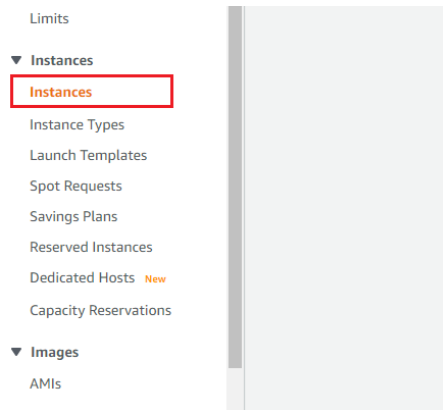 Limits
Instances
Instances
Instance Types
Launch Templates
Spot Requests
Savings Plans
Reserved Instances
Dedicated Hosts New
Capacity Reservations
Images
AMIs